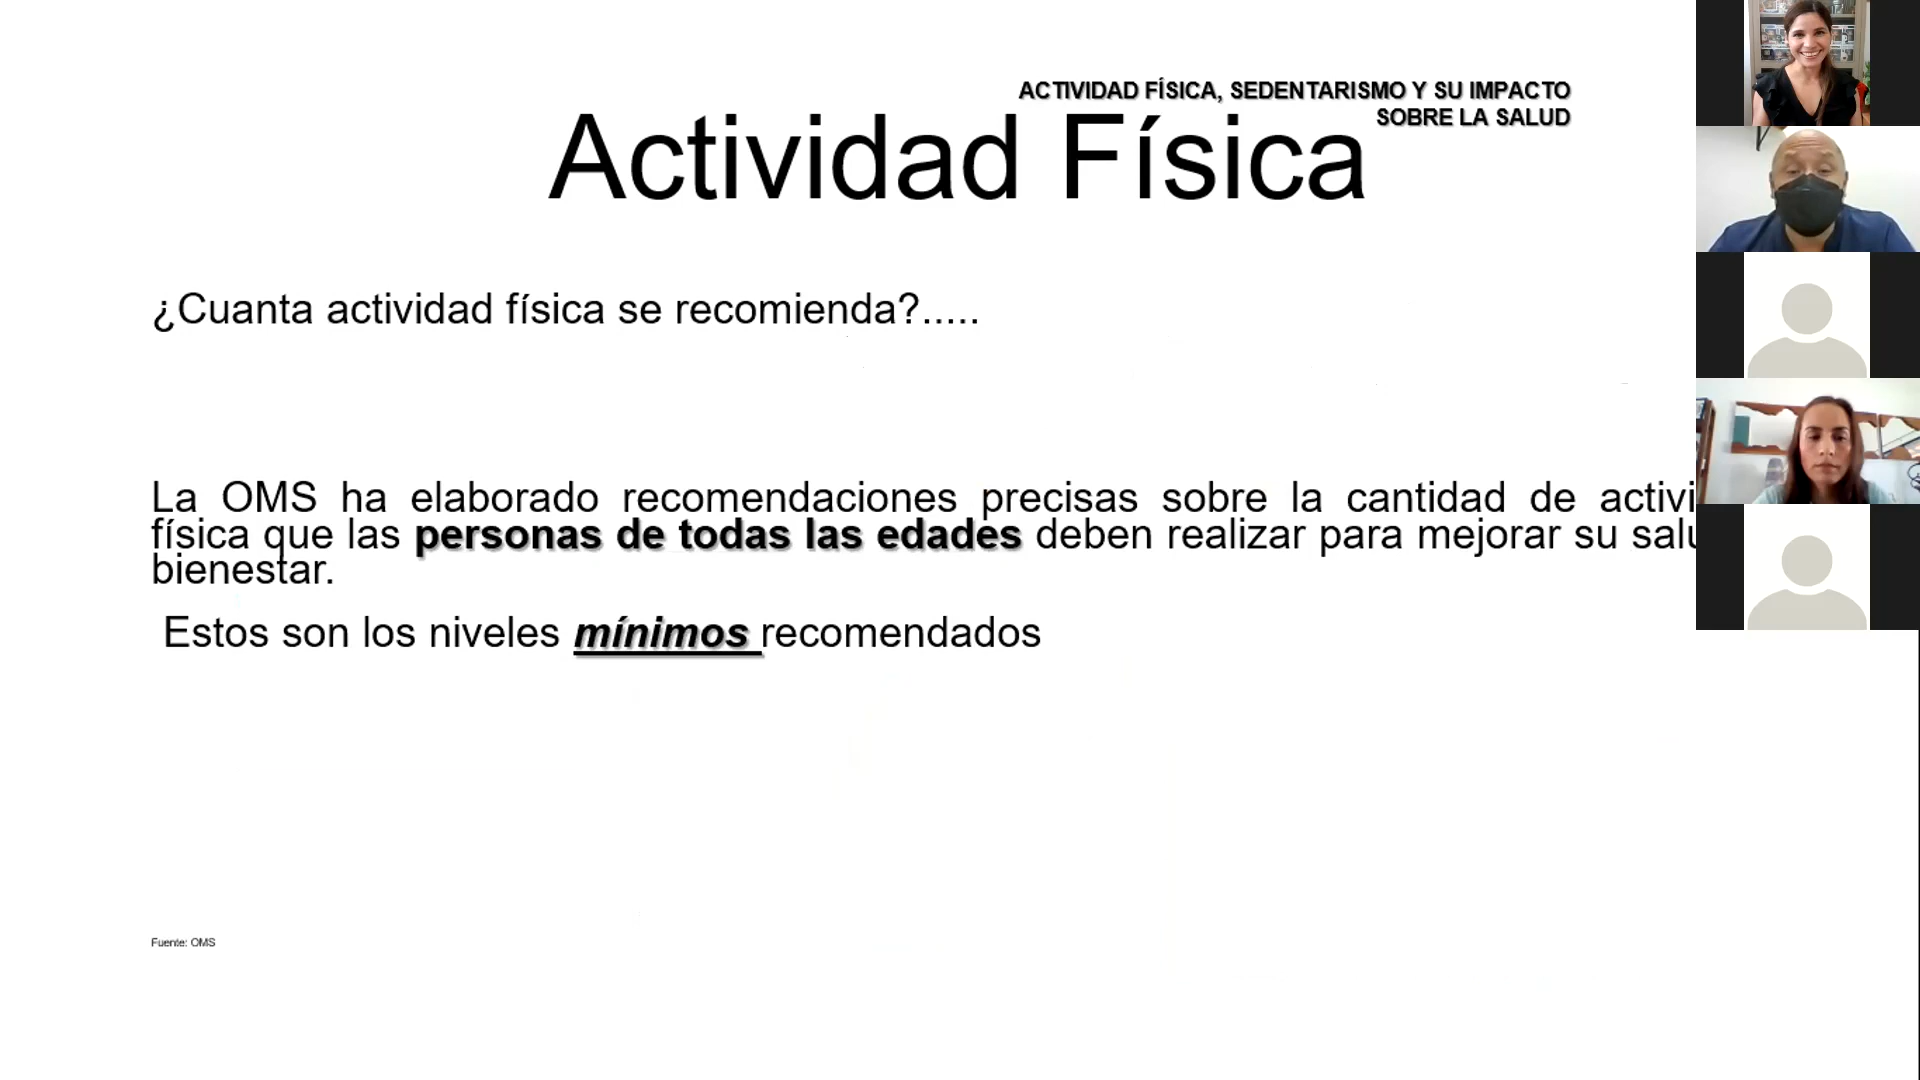 ACTIVIDAD FÍSICA, SEDENTARISMO Y SU IMPACTO
SOBRE LA SALUD
Actividad Física
¿Cuanta actividad física se recomienda?.....
La OMS ha elaborado recomendaciones precisas sobre la cantidad de
física que las personas de todas las edades deben realizar para mejorar su
bienestar.
Estos son los niveles mínimos recomendados
Fuente: OMS